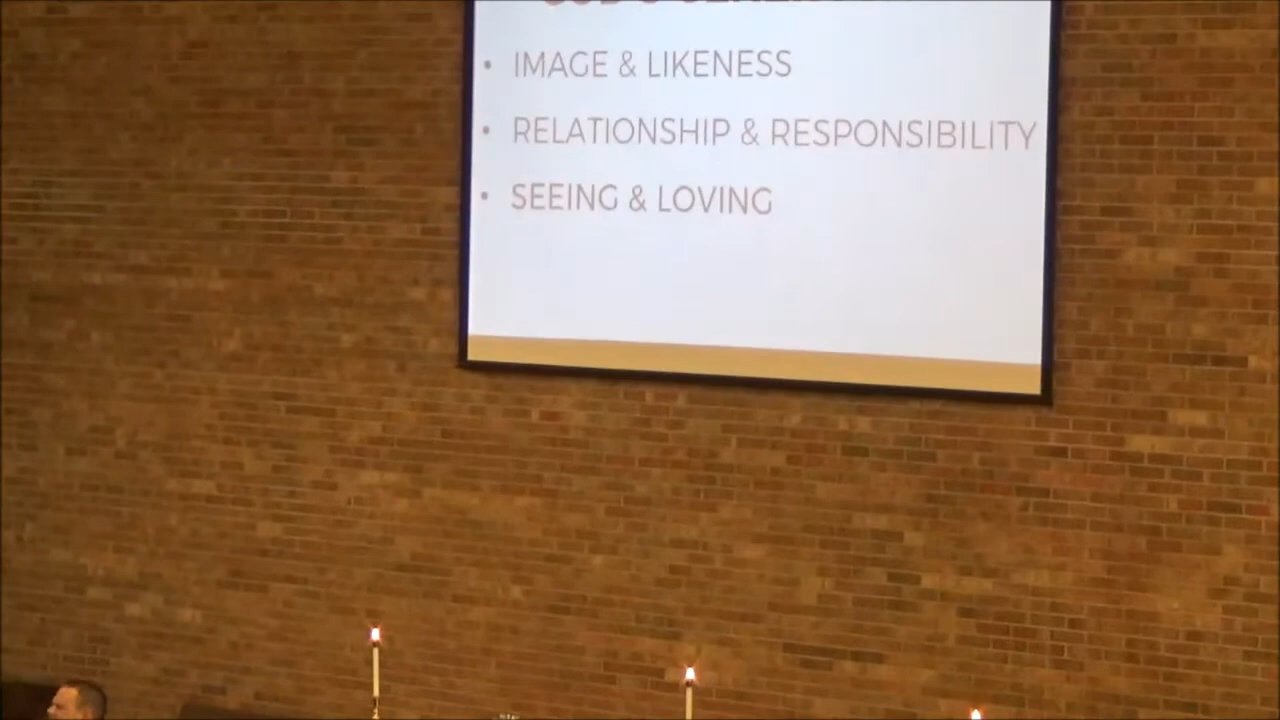 • IMAGE & LIKENESS
• RELATIONSHIP & RESPONSIBILITY
• SEEING & LOVING